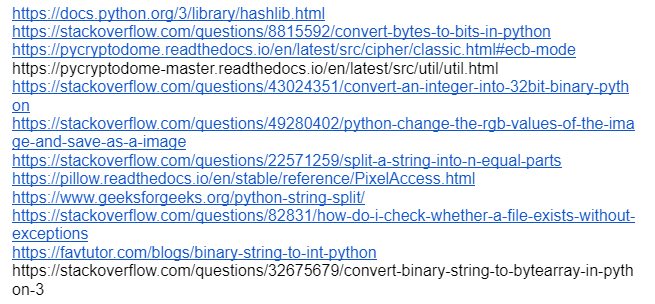 https://docs.python.org/3/library/hashlib.html
https://stackoverflow.com/questions/8815592/convert-bytes-to-bits-in-python
https://pycryptodome.readthedocs.io/en/latest/src/cipher/classic.html#ecb-mode
https://pycryptodome-master.readthedocs.io/en/latest/src/util/util.html
https://stackoverflow.com/questions/43024351/convert-an-integer-into-32bit-binary-pyth
on
https://stackoverflow.com/questions/49280402/python-change-the-rgb-values-of-the-ima
ge-and-save-as-a-image
https://stackoverflow.com/questions/22571259/split-a-string-into-n-equal-parts
https://pillow.readthedocs.io/en/stable/reference/PixelAccess.html
https://www.geeksforgeeks.org/python-string-split/
https://stackoverflow.com/questions/82831/how-do-i-check-whether-a-file-exists-without-
exceptions
https://favtutor.com/blogs/binary-string-to-int-python
https://stackoverflow.com/questions/32675679/convert-binary-string-to-bytearray-in-pyth
on-3